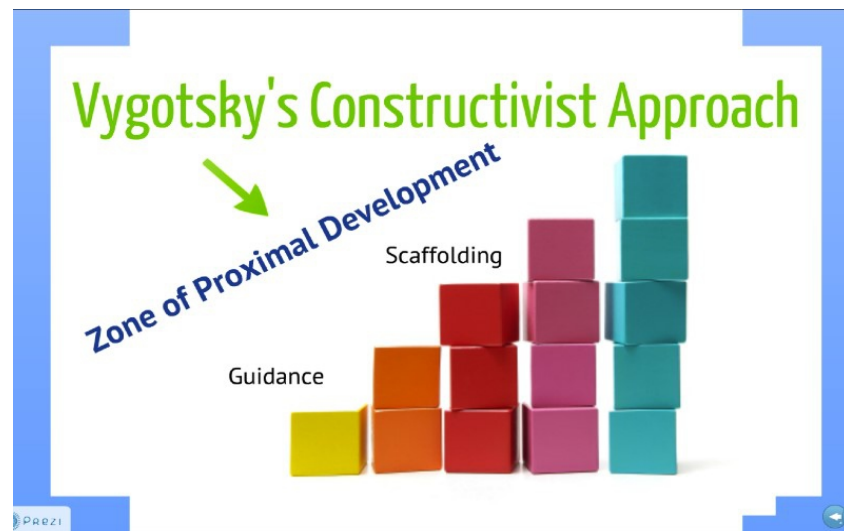 Vygotsky's Constructivist Approach
Zone of Proximal Development
Scaffolding
Guidance
PREZI